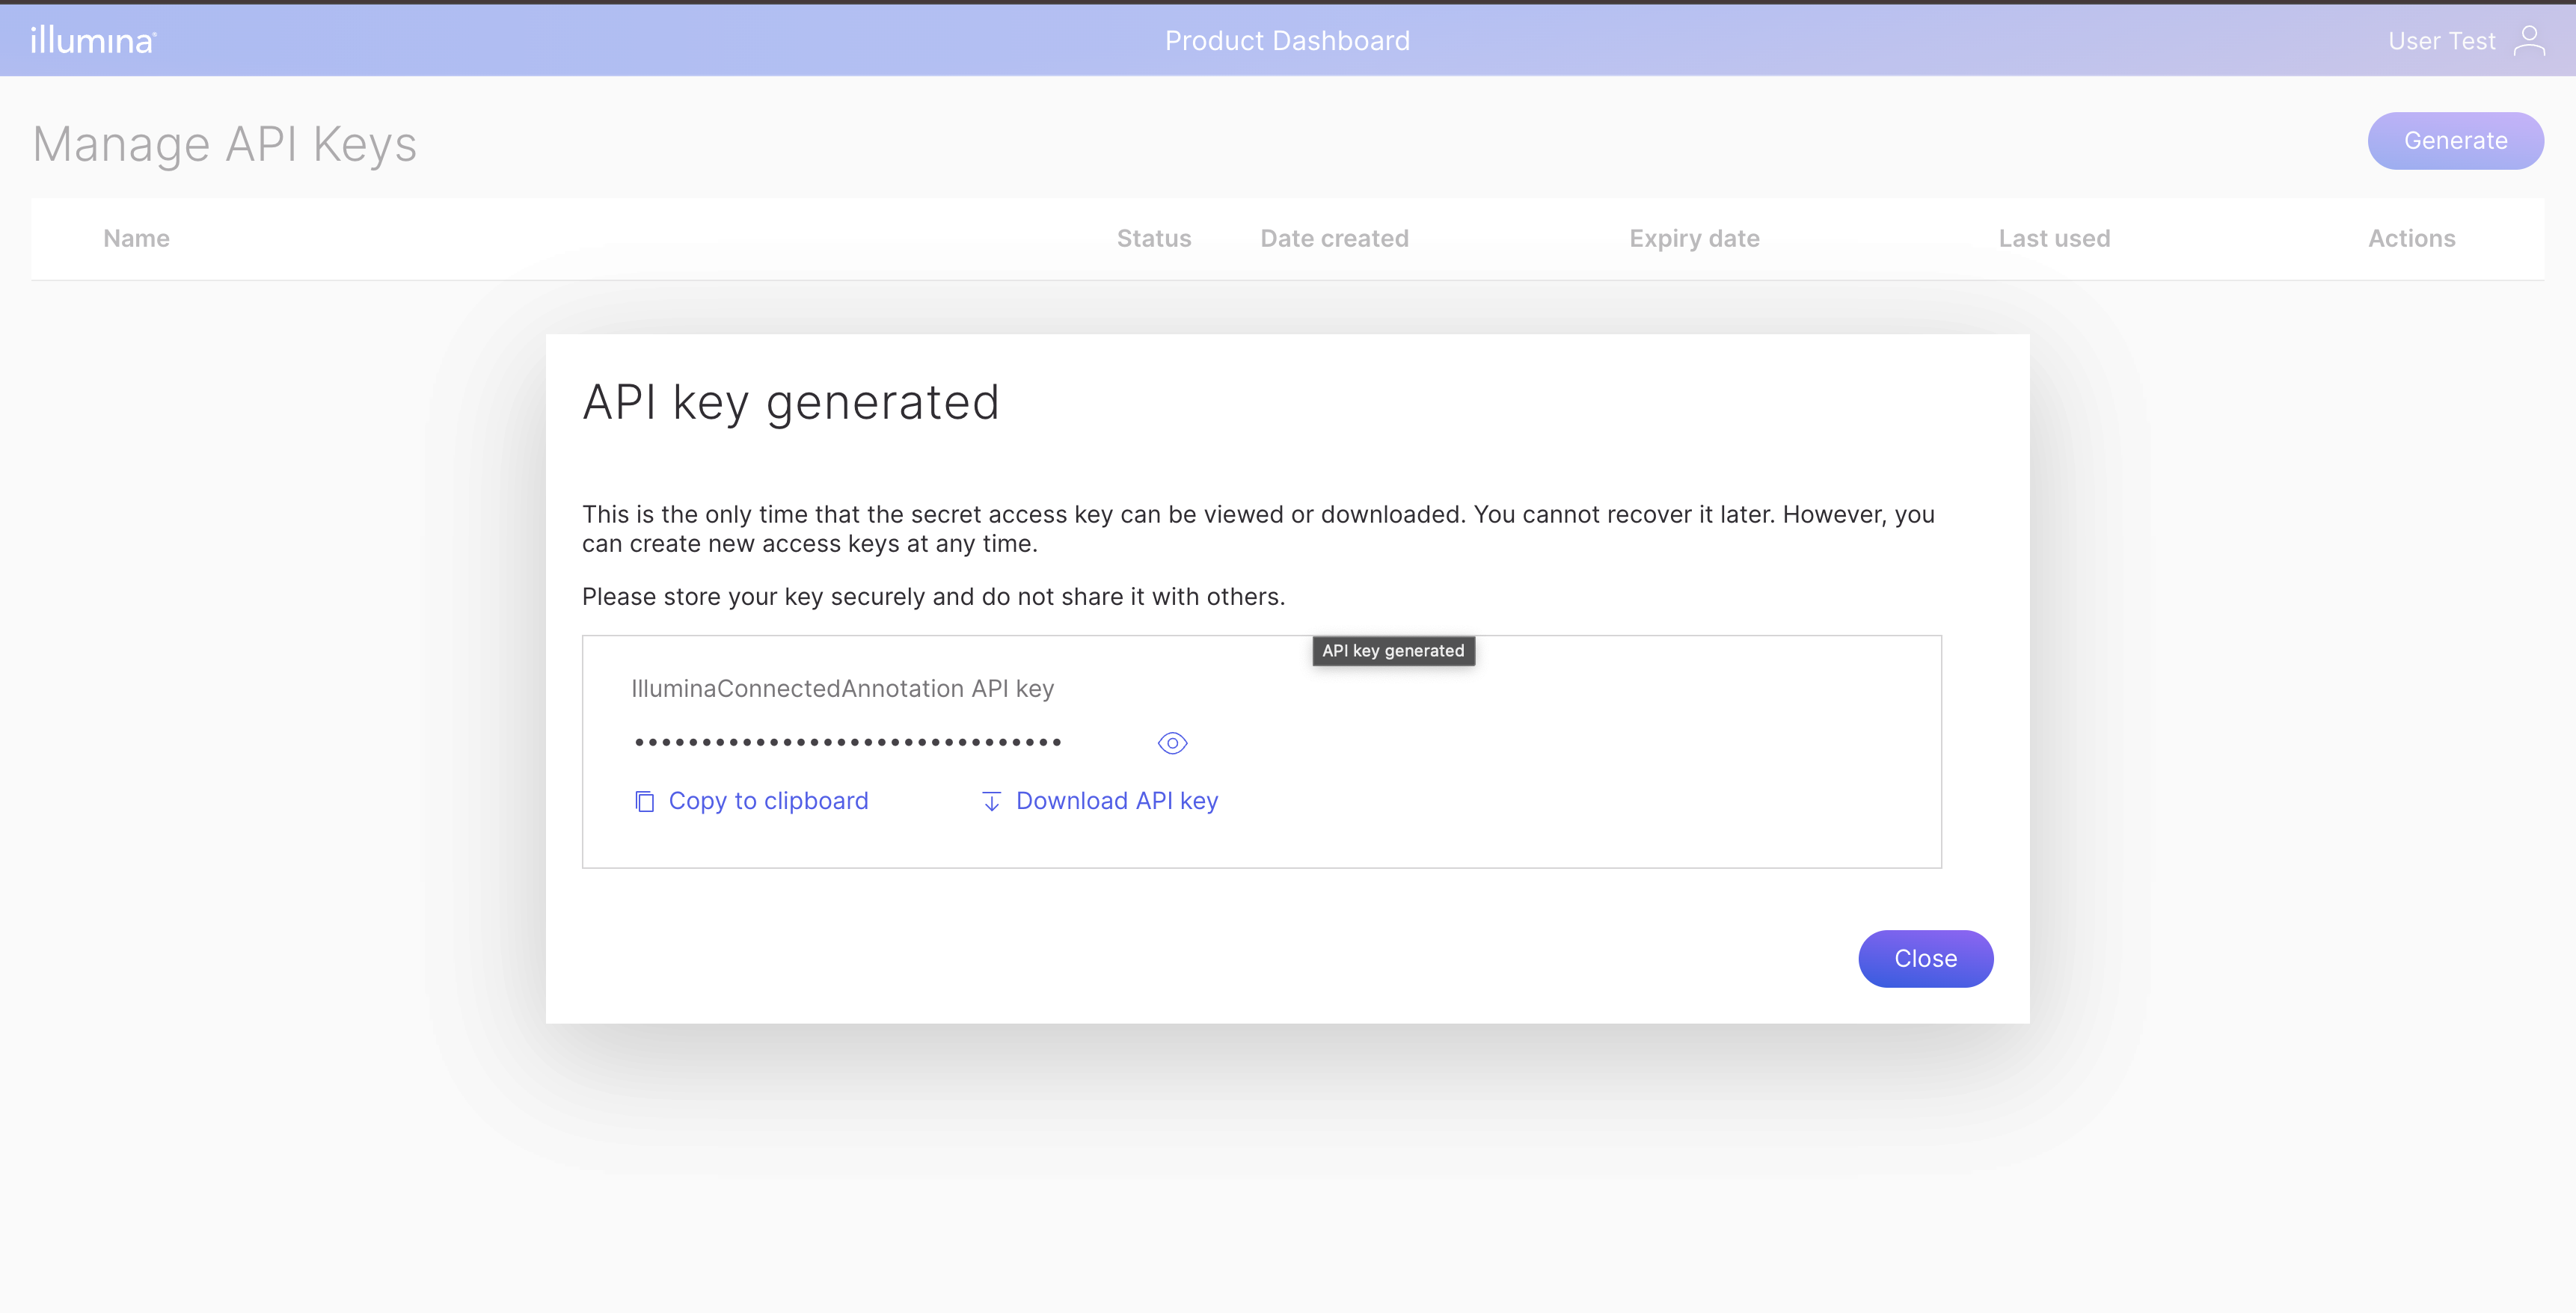 illumina
Product Dashboard
User Test
Manage API Keys
Generate
Name Status Date created Expiry date Last used Actions
API key generated
This is the only time that the secret access key can be viewed or downloaded. You cannot recover it later. However, you
can create new access keys at any time.
Please store your key securely and do not share it with others.
API key generated
IlluminaConnectedAnnotation API key
••••••••••••••••••••••••••••••••
Copy to clipboard
Download API key
Close